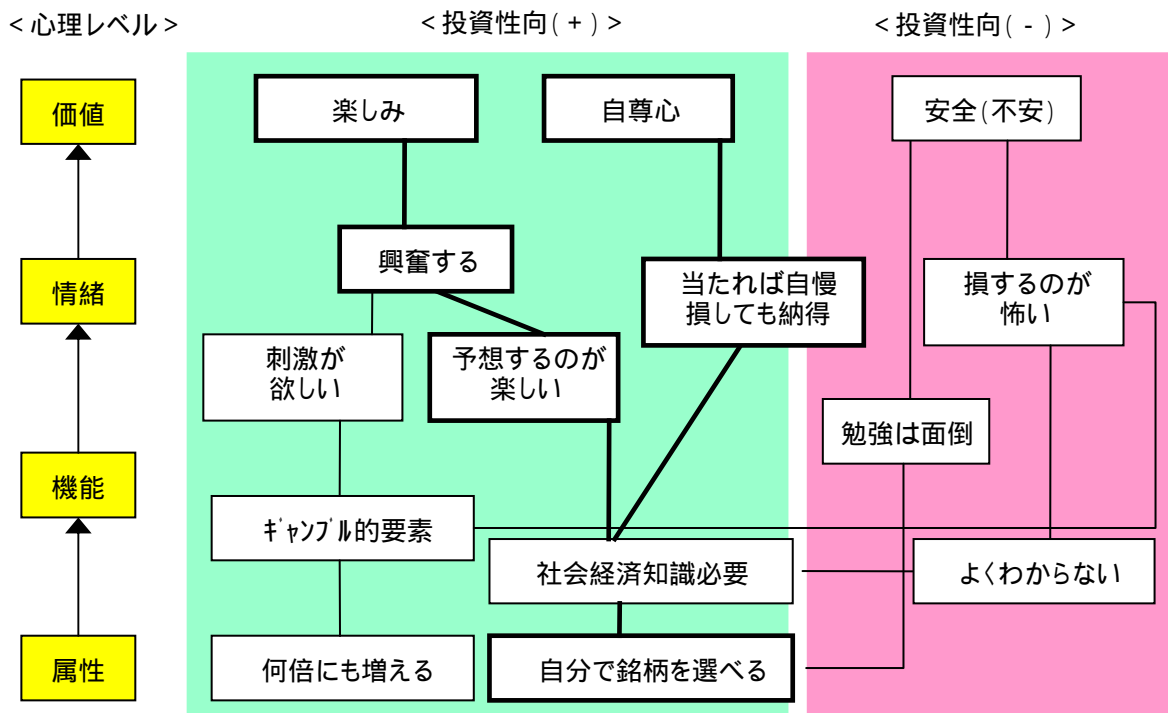 <心理レベル>
<投資性向(+)>
<投資性向(-)>
価値
楽しみ
自尊心
安全(不安)
興奮する
情緒
当たれば自慢
損しても納得
損するのが
怖い
刺激が
欲しい
予想するのが
楽しい
勉強は面倒
機能
ｷﾞｬﾝﾌﾞﾙ的要素
社会経済知識必要
よくわからない
属性
何倍にも増える
自分で銘柄を選べる